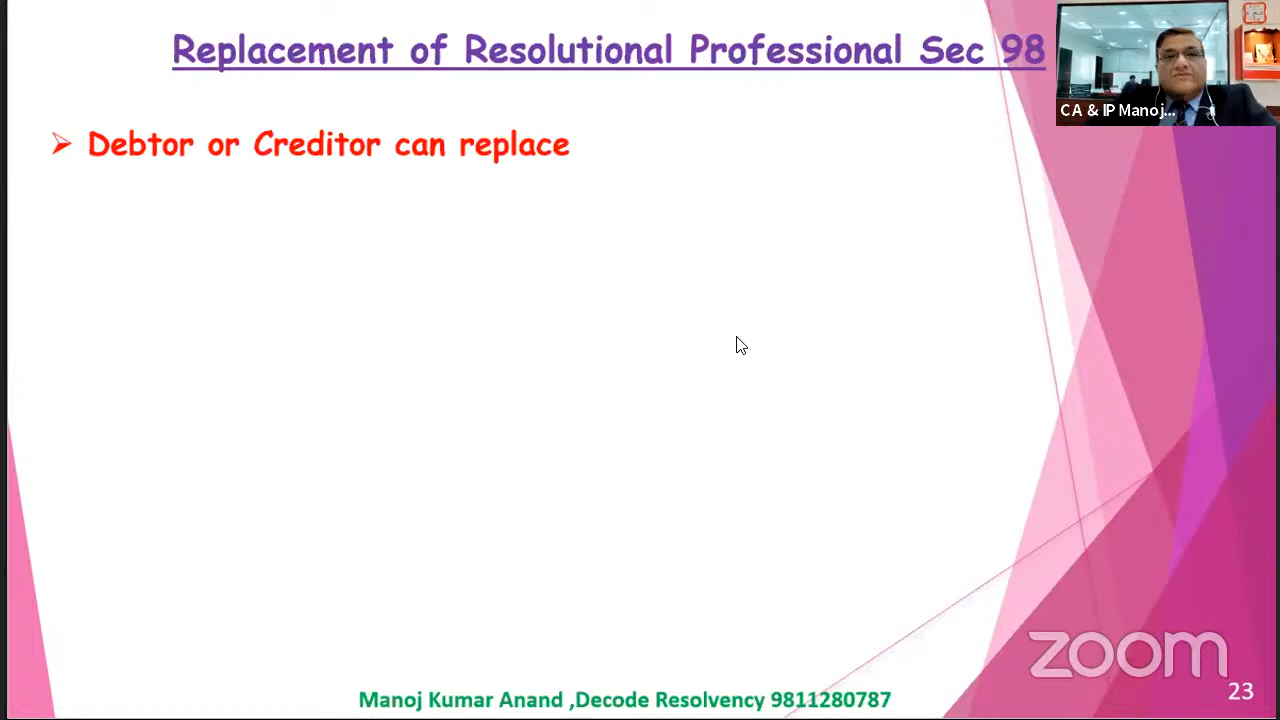 Replacement of Resolutional Professional Sec 98
CA & IP Manoj...
➢ Debtor or Creditor can replace
zoom
Manoj Kumar Anand ,Decode Resolvency 9811280787
23